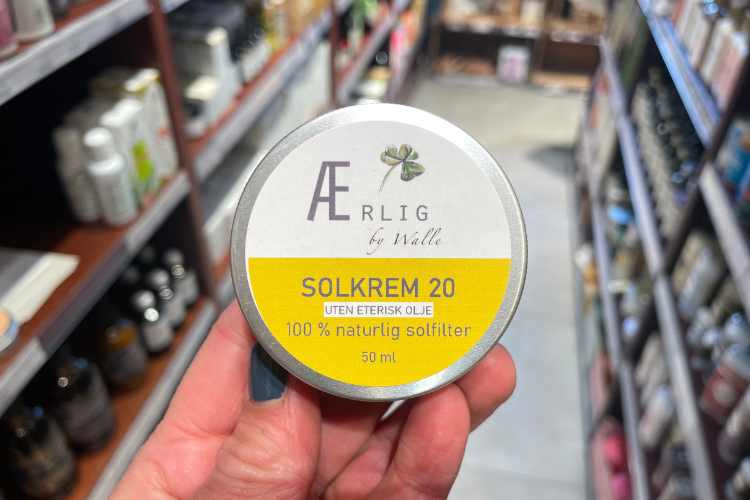 ÆRLIG
by Walle
SOLKREM 20
UTEN ETERISK OLJE
100 % naturlig solfilter
50 ml